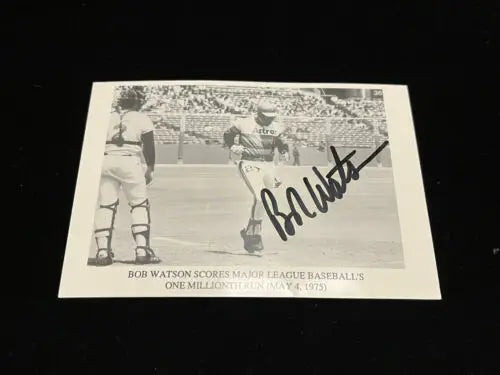 Astros
Bob Watson
BOB WATSON SCORES MAJOR LEAGUE BASEBALL'S
ONE MILLIONTH RUN (MAY 4, 1975)